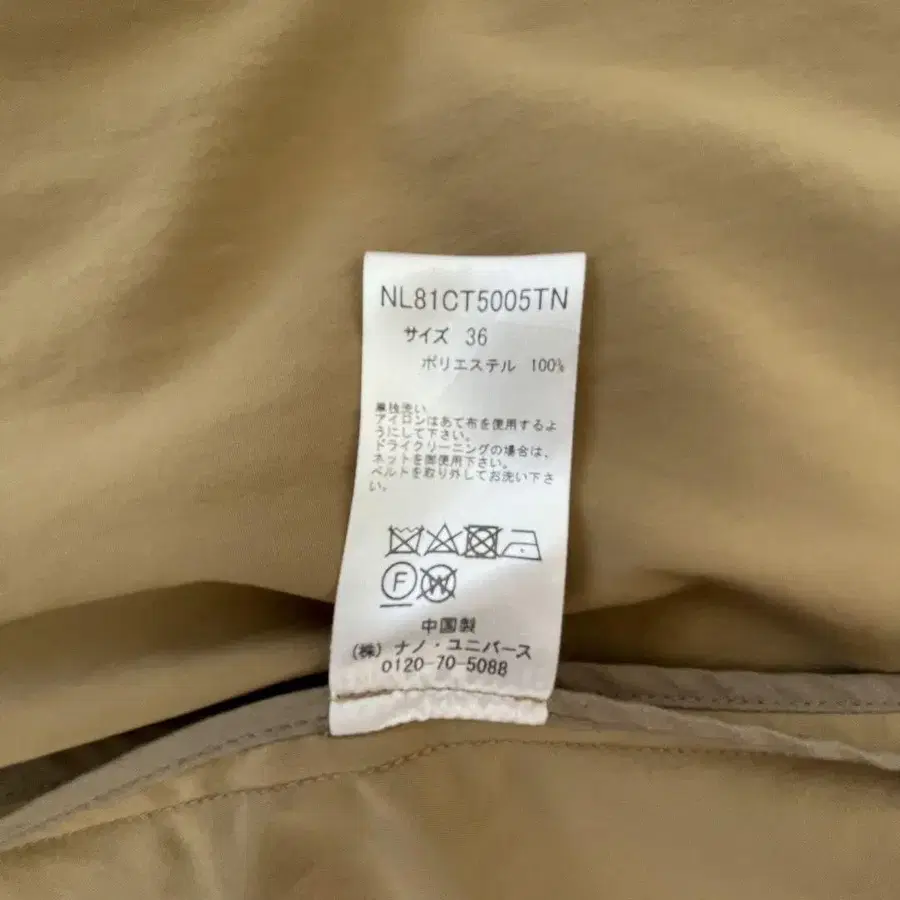 NL81CT5005TN
サイズ 36
ポリエステル 100%
単独洗い
アイロンはあて布を使用するよ
うにして下さい。
ドライクリーニングの場合は、
ネットを御使用下さい。
ベルトを取り外してお洗い下さ
い。
F W
中国製
(株) ナノ・ユニバース
0120-70-5088